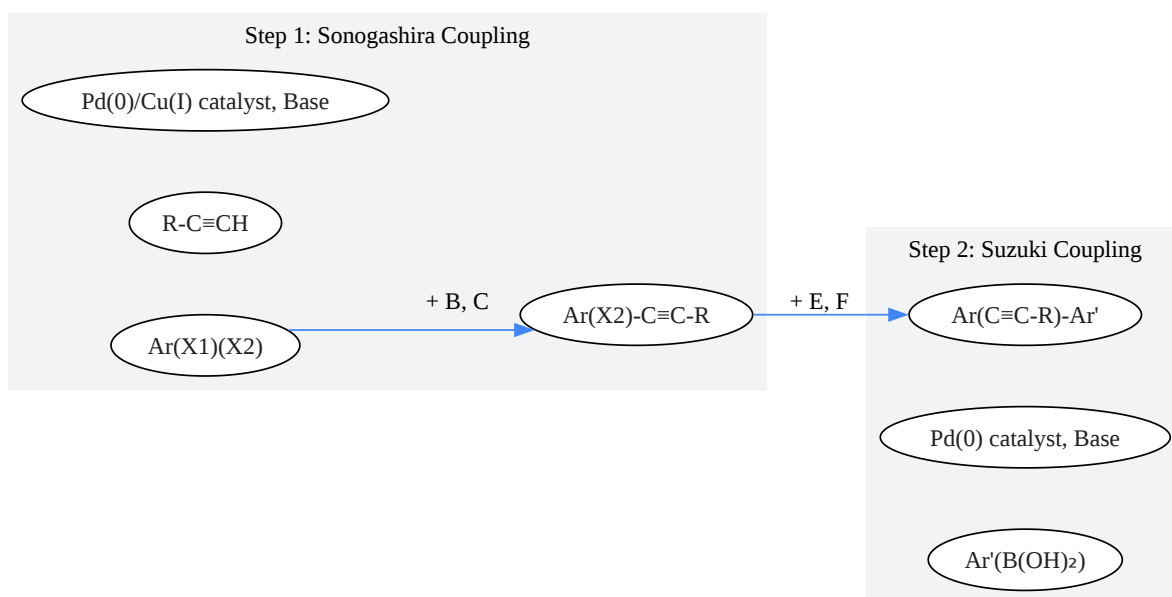 Step 1: Sonogashira Coupling
Pd(0)/Cu(I) catalyst, Base
R-C≡CH
Ar(X1)(X2)
+ B, C
Ar(X2)-C≡C-R
+ E, F
Step 2: Suzuki Coupling
Ar(C≡C-R)-Ar'
Pd(0) catalyst, Base
Ar'(B(OH)₂)